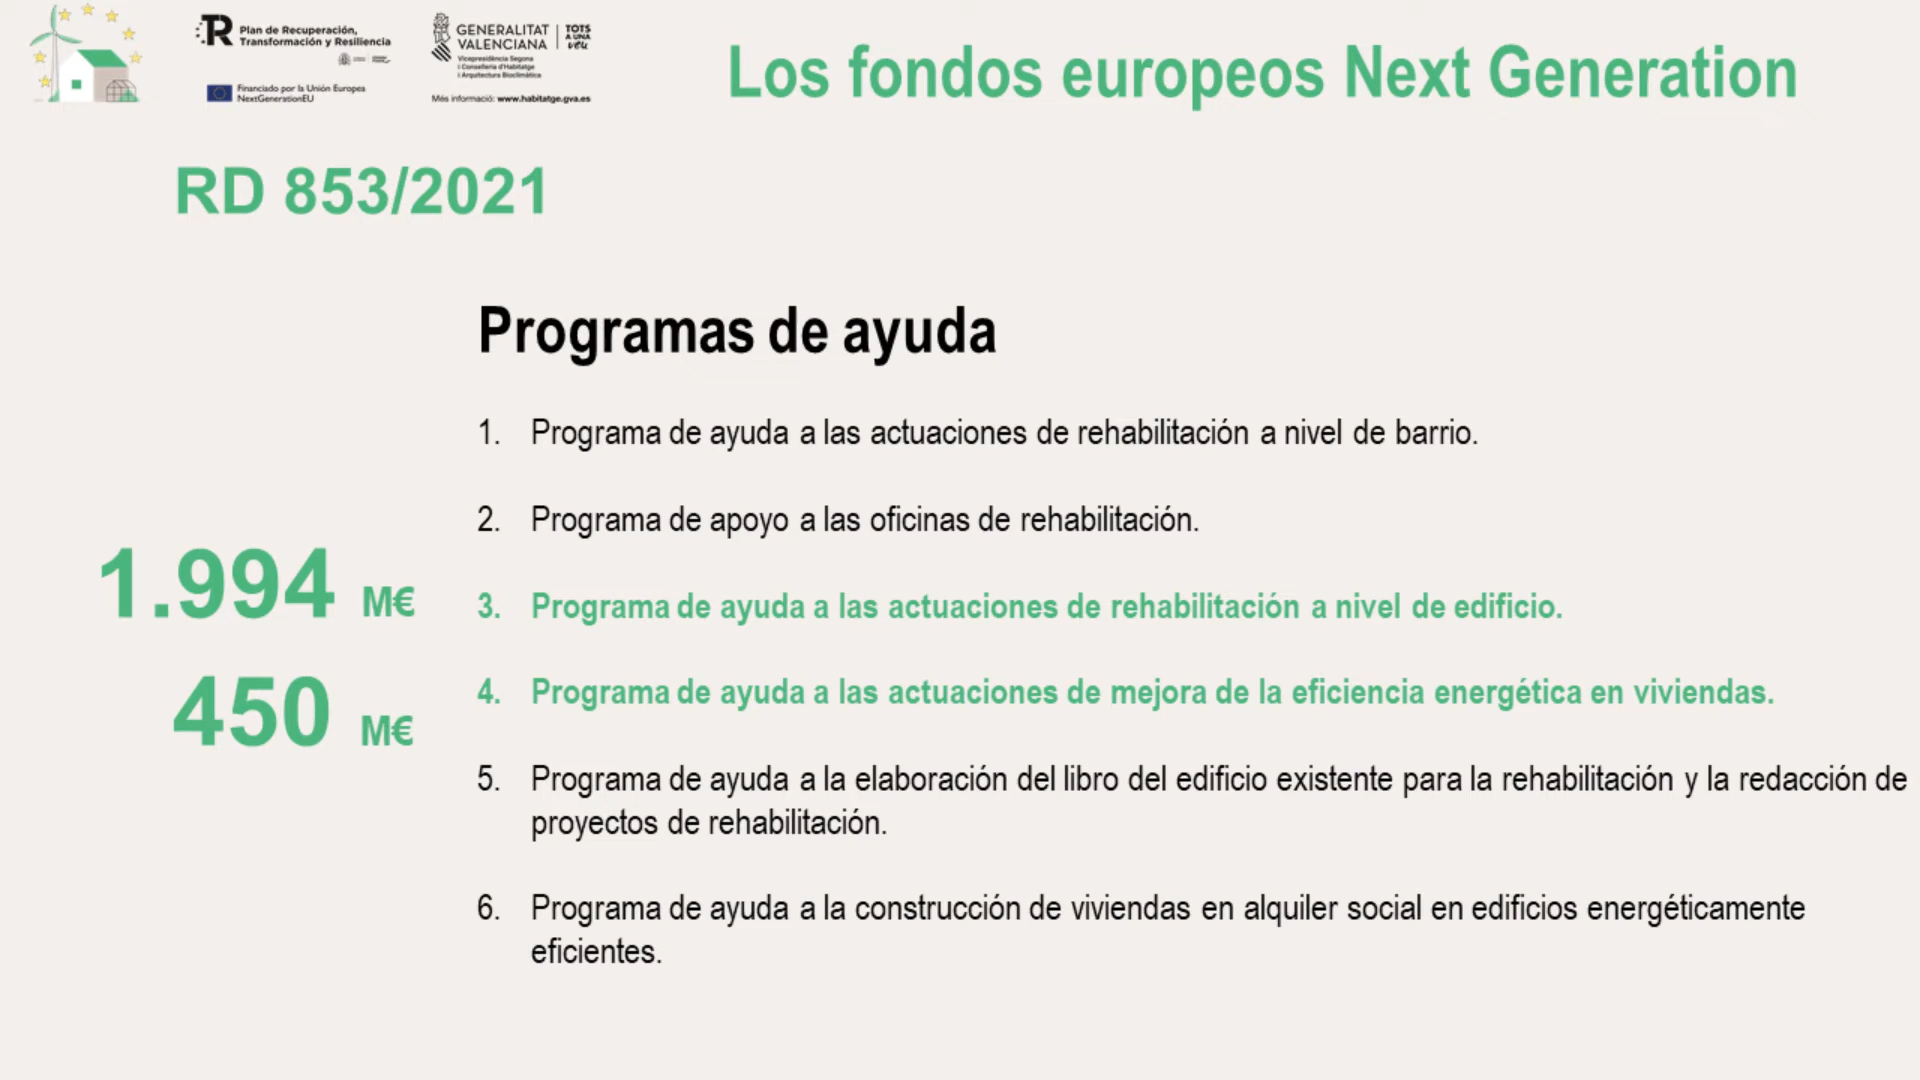 Plan de Recuperación,
Transformación y Resiliencia
Financiado por la Unión Europea
NextGenerationEU
GENERALITAT
VALENCIANA
TOTS
A UNA
veu
Vicepresidència Segona
i Conselleria d'Habitatge
i Arquitectura Bioclimàtica
Més informació: www.habitatge.gva.es
Los fondos europeos Next Generation
RD 853/2021
Programas de ayuda
1. Programa de ayuda a las actuaciones de rehabilitación a nivel de barrio.
2. Programa de apoyo a las oficinas de rehabilitación.
1.994 M€
3. Programa de ayuda a las actuaciones de rehabilitación a nivel de edificio.
450 M€
4. Programa de ayuda a las actuaciones de mejora de la eficiencia energética en viviendas.
5. Programa de ayuda a la elaboración del libro del edificio existente para la rehabilitación y la redacción de
proyectos de rehabilitación.
6. Programa de ayuda a la construcción de viviendas en alquiler social en edificios energéticamente
eficientes.